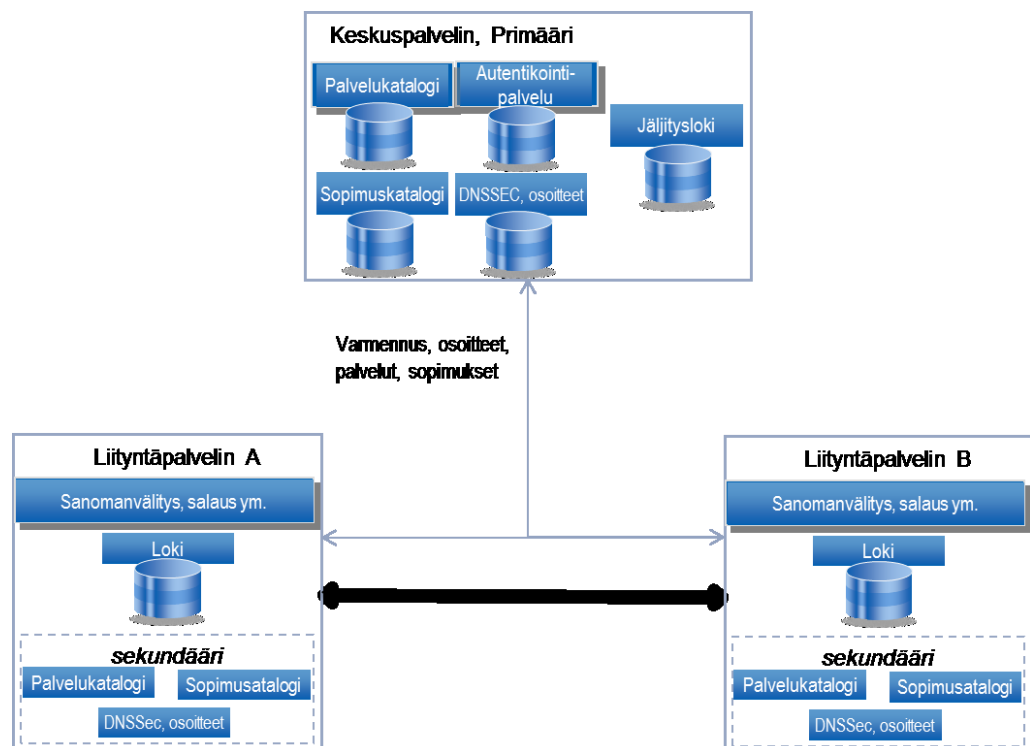 Keskuspalvelin, Primääri
Palvelukatalogi
Autentikointi-
palvelu
Jäljitysloki
Sopimuskatalogi
DNSSEC, osoitteet
Varmennus, osoitteet,
palvelut, sopimukset
Liityntäpalvelin A
Sanomanvälitys, salaus ym.
Loki
sekundääri
Palvelukatalogi
Sopimusatalogi
DNSSec, osoitteet
Liityntäpalvelin B
Sanomanvälitys, salaus ym.
Loki
sekundääri
Palvelukatalogi
Sopimusatalogi
DNSSec, osoitteet